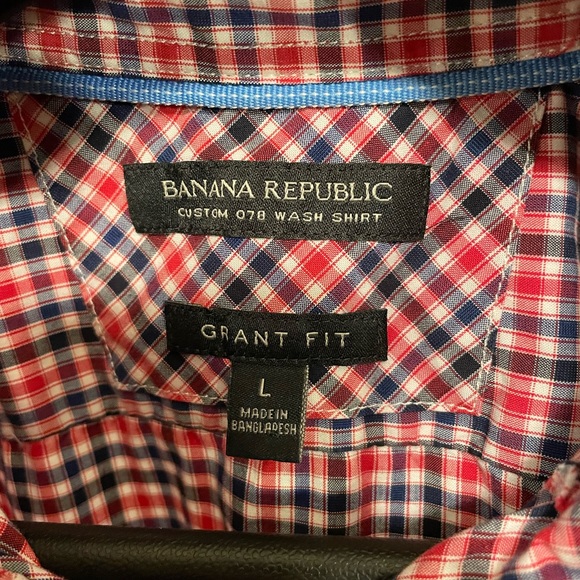 BANANA REPUBLIC
CUSTOM 078 WASH SHIRT
GRANT FIT
L
MADE IN
BANGLADESH